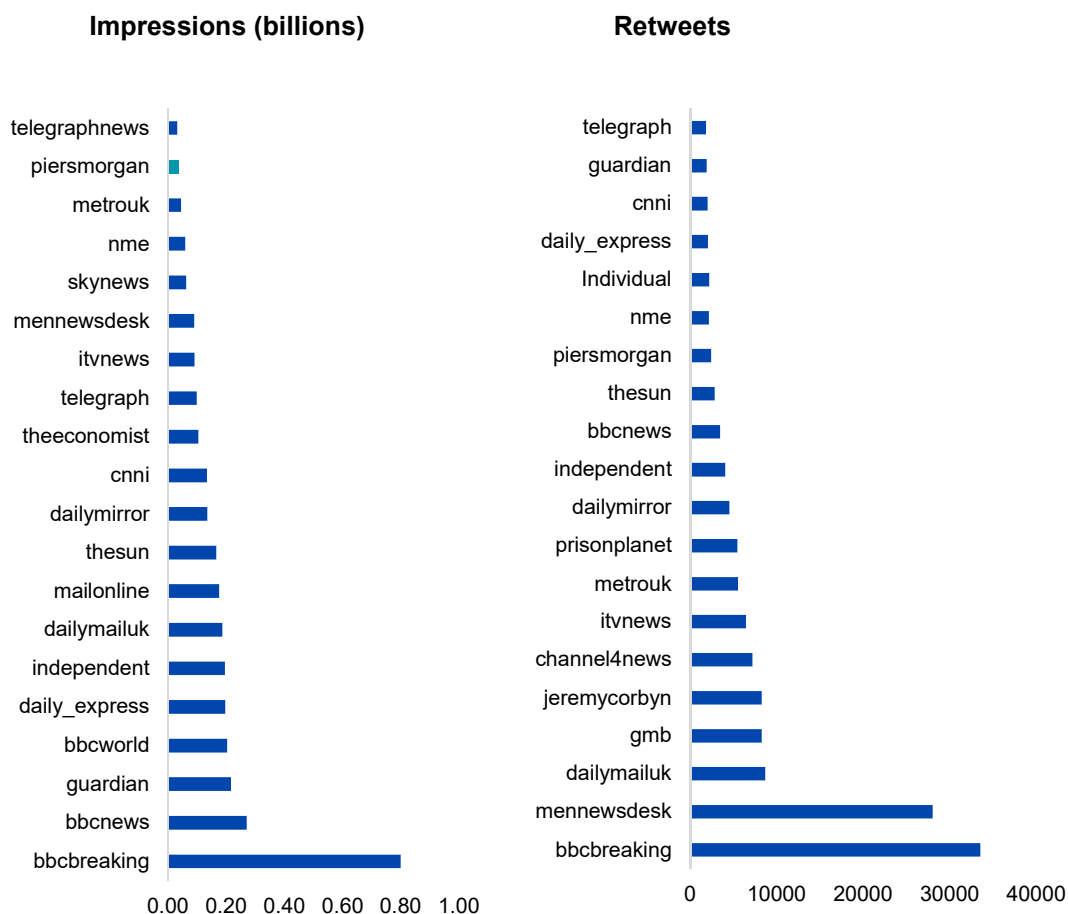 Impressions (billions)
telegraphnews
piersmorgan
metrouk
nme
skynews
mennewsdesk
itvnews
telegraph
theeconomist
cnni
dailymirror
thesun
mailonline
dailymailuk
independent
daily_express
bbcworld
guardian
bbcnews
bbcbreaking
0.00 0.20 0.40 0.60 0.80 1.00
Retweets
telegraph
guardian
cnni
daily_express
Individual
nme
piersmorgan
thesun
bbcnews
independent
dailymirror
prisonplanet
metrouk
itvnews
channel4news
jeremycorbyn
gmb
dailymailuk
mennewsdesk
bbcbreaking
0 10000 20000 30000 40000